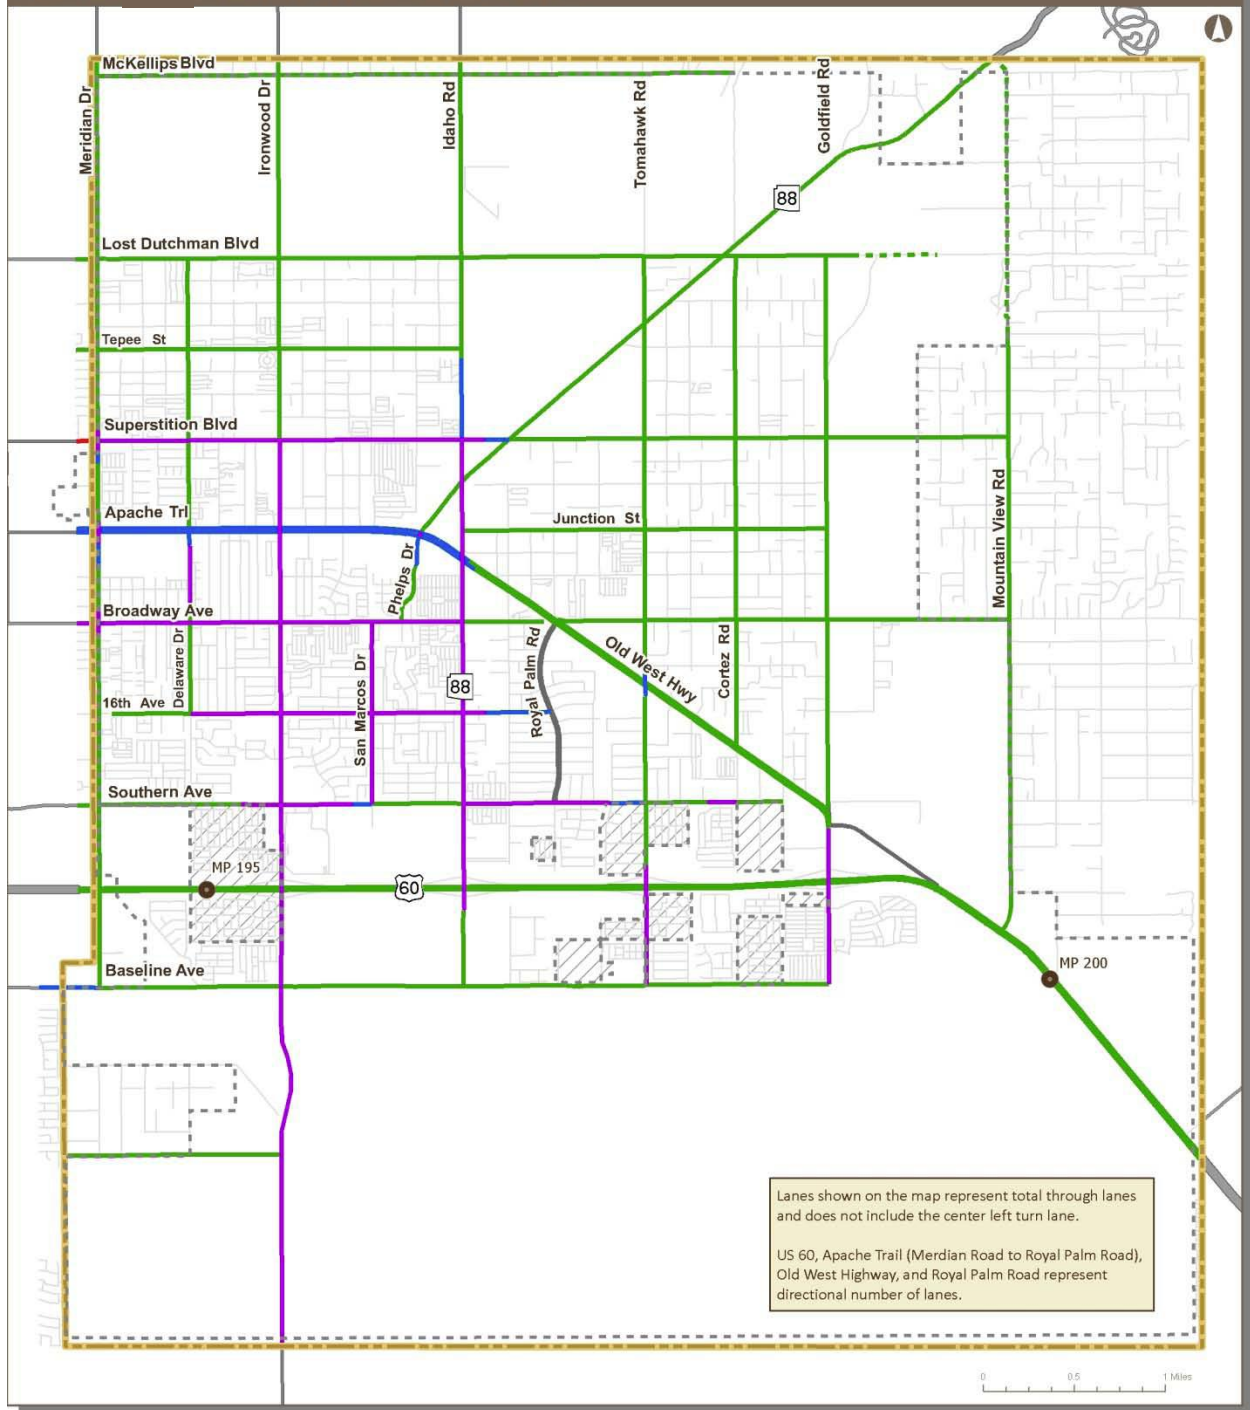 McKellips Blvd
Meridian Dr
Ironwood Dr
Idaho Rd
Tomahawk Rd
Goldfield Rd
88
Lost Dutchman Blvd
Tepee St
Superstition Blvd
Apache Trl
Junction St
Mountain View Rd
Phelps Dr
Broadway Ave
Delaware Dr
San Marcos Dr
88
Royal Palm Rd
Old West Hwy
Cortez Rd
16th Ave
Southern Ave
MP 195
60
Baseline Ave
MP 200
Lanes shown on the map represent total through lanes
and does not include the center left turn lane.
US 60, Apache Trail (Merdian Road to Royal Palm Road),
Old West Highway, and Royal Palm Road represent
directional number of lanes.
0 0.5 1 Miles